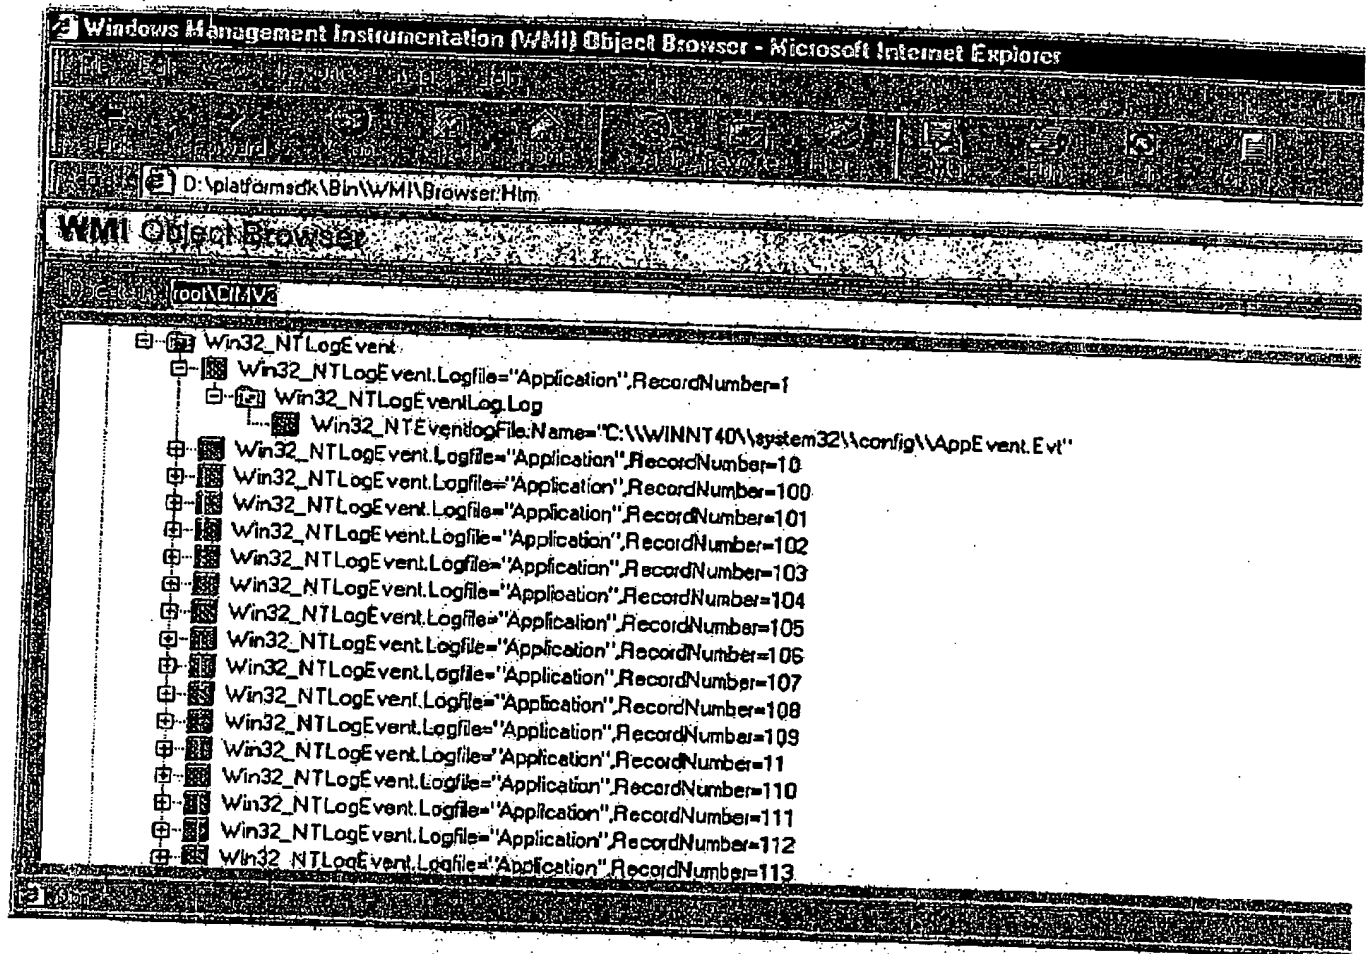 Windows Management Instrumentation (WMI) Object Browser - Microsoft Internet Explorer
Forward
D:\platformsdk\Bin\WMI\Browser.Htm
WMI Object Browser
root\CIMV2
Win32_NTLogEvent
Win32_NTLogEvent.Logfile="Application",RecordNumber=1
Win32_NTLogEventLog.Log
Win32_NTEventlogFile.Name="C:\\WINNT40\\system32\\config\\AppEvent.Evt"
Win32_NTLogEvent.Logfile="Application",RecordNumber=10
Win32_NTLogEvent.Logfile="Application",RecordNumber=100
Win32_NTLogEvent.Logfile="Application",RecordNumber=101
Win32_NTLogEvent.Logfile="Application",RecordNumber=102
Win32_NTLogEvent.Logfile="Application",RecordNumber=103
Win32_NTLogEvent.Logfile="Application",RecordNumber=104
Win32_NTLogEvent.Logfile="Application",RecordNumber=105
Win32_NTLogEvent.Logfile="Application",RecordNumber=106
Win32_NTLogEvent.Logfile="Application",RecordNumber=107
Win32_NTLogEvent.Logfile="Application",RecordNumber=108
Win32_NTLogEvent.Logfile="Application",RecordNumber=109
Win32_NTLogEvent.Logfile="Application",RecordNumber=11
Win32_NTLogEvent.Logfile="Application",RecordNumber=110
Win32_NTLogEvent.Logfile="Application",RecordNumber=111
Win32_NTLogEvent.Logfile="Application",RecordNumber=112
Win32_NTLogEvent.Logfile="Application",RecordNumber=113